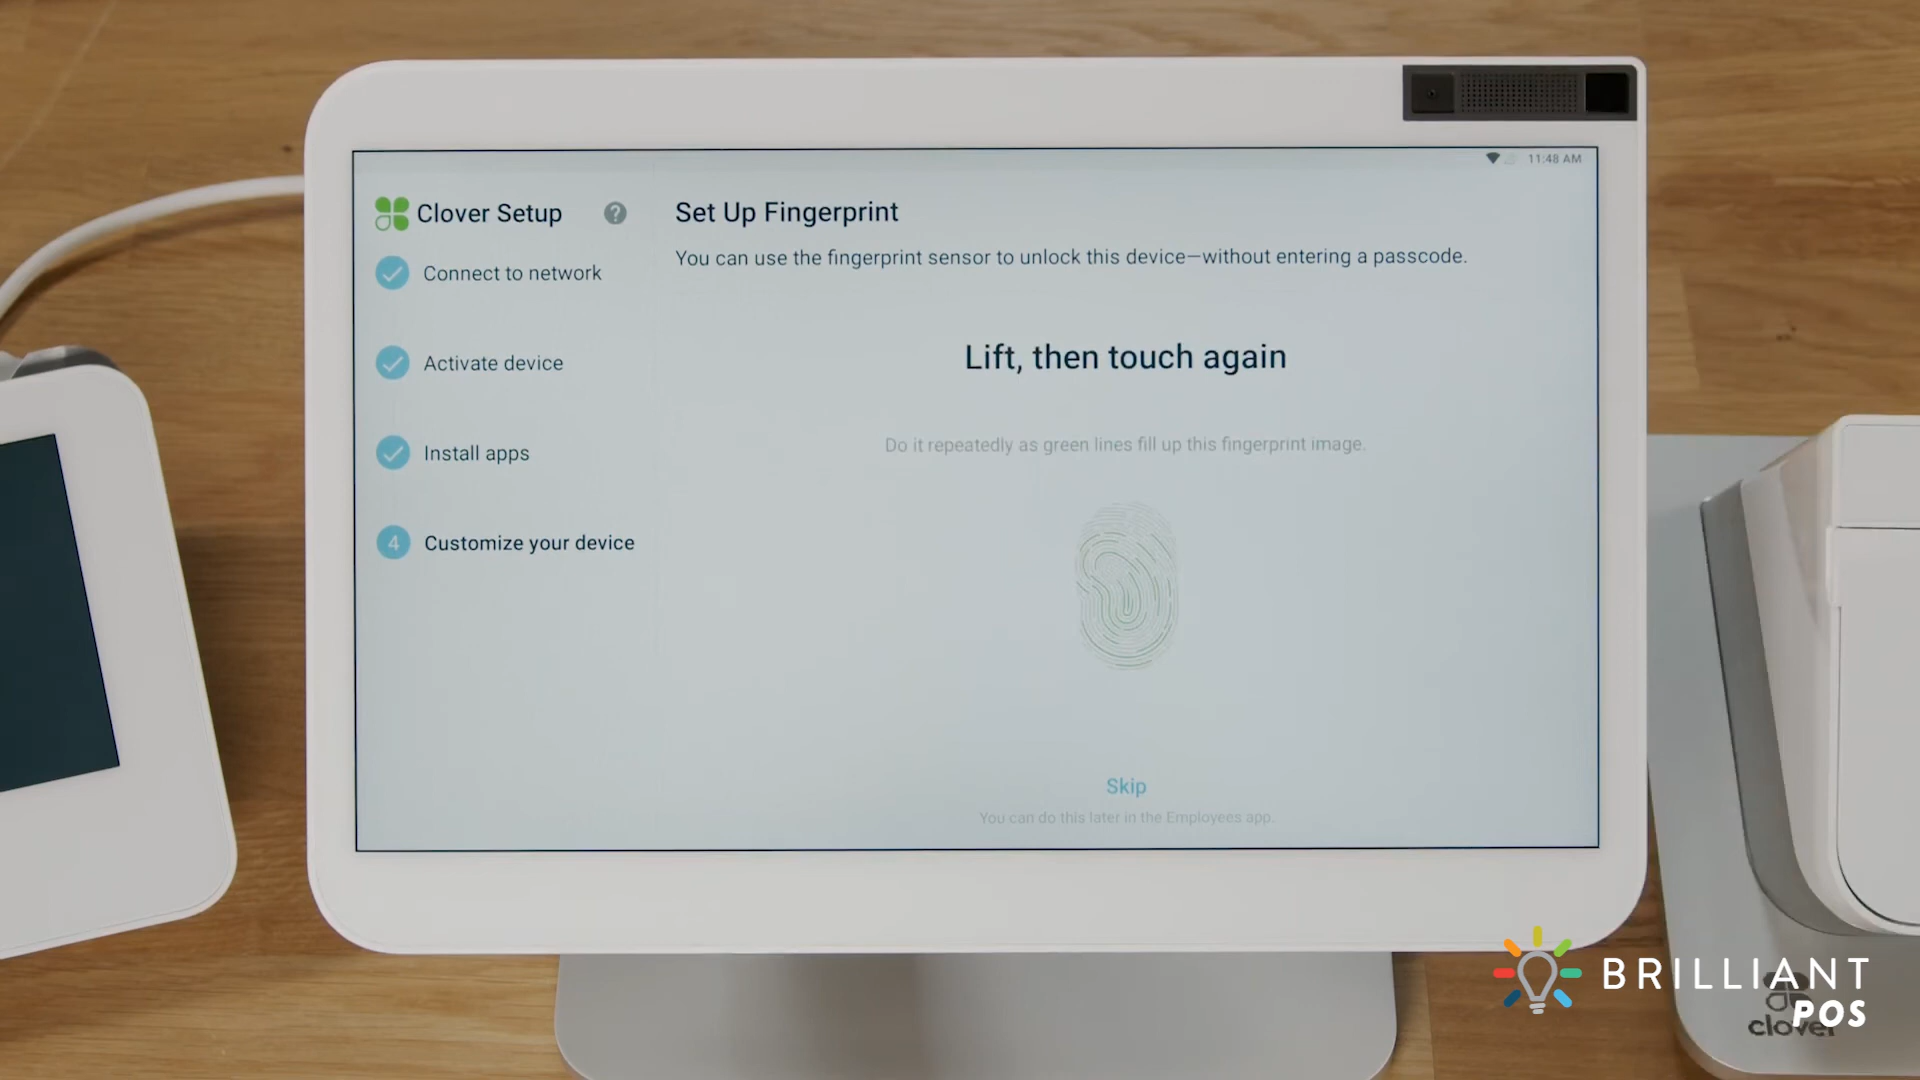 11:48 AM
Clover Setup
?
Connect to network
Activate device
Install apps
4
Customize your device
Set Up Fingerprint
You can use the fingerprint sensor to unlock this device—without entering a passcode.
Lift, then touch again
Do it repeatedly as green lines fill up this fingerprint image.
Skip
You can do this later in the Employees app.
BRILLIANT
POS
clover